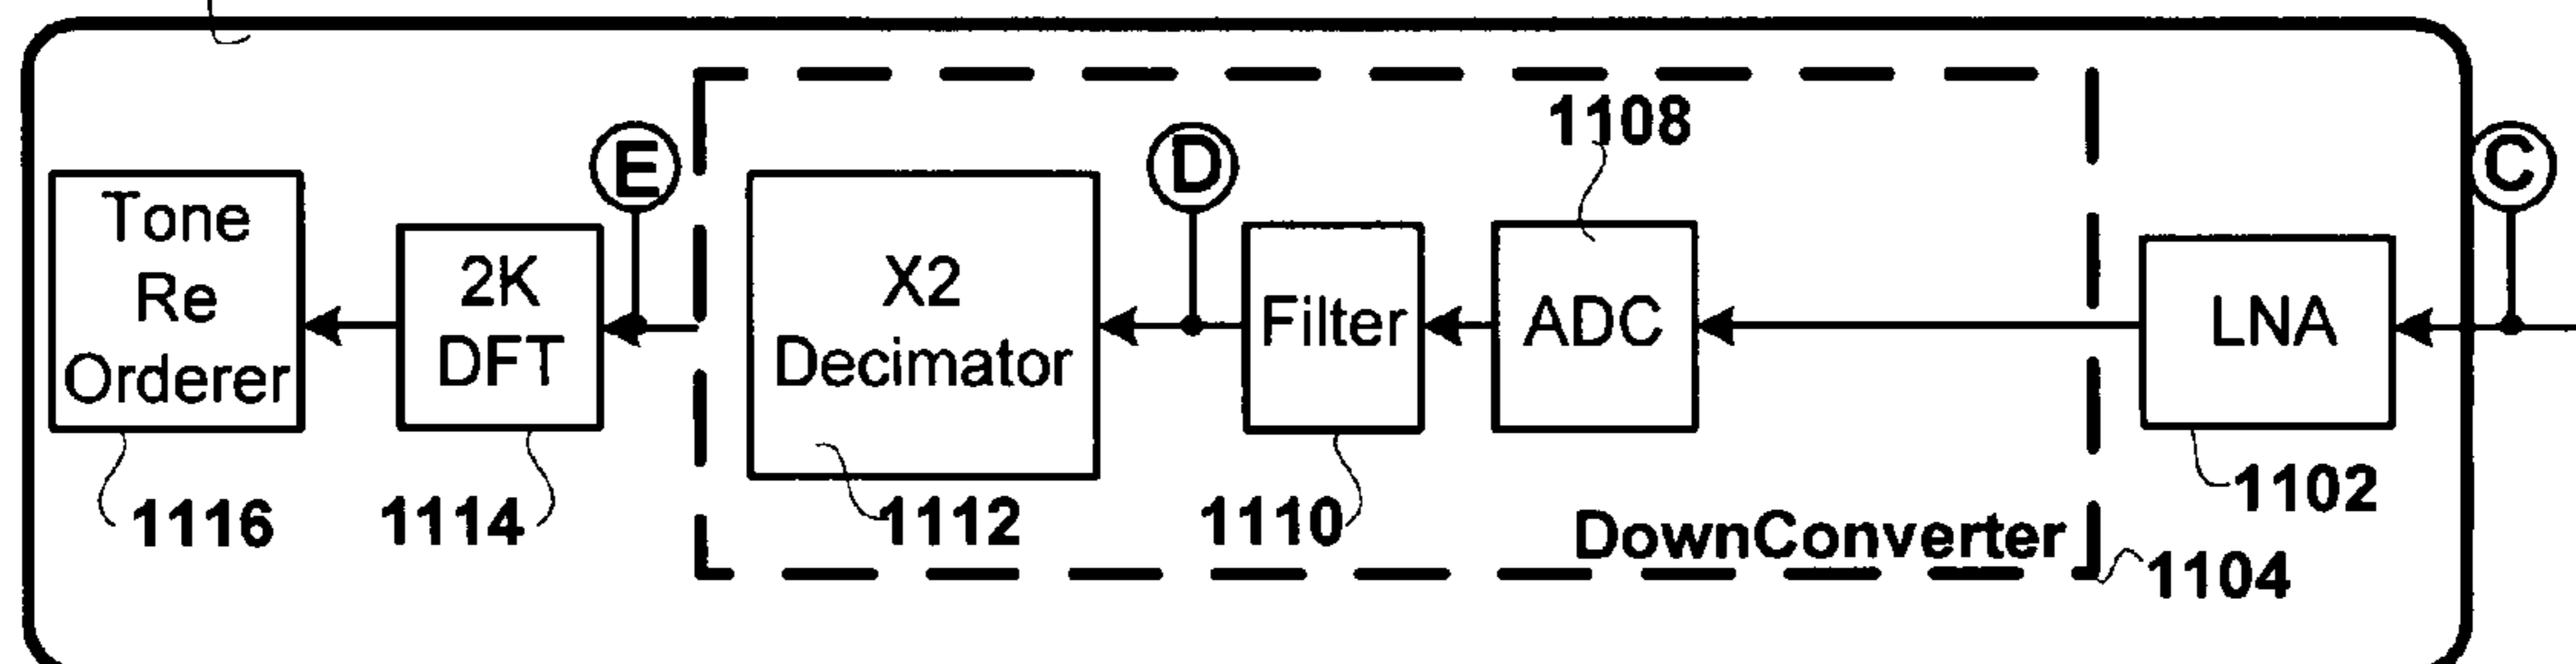 1108
E
D
C
Tone
Re
Orderer
2K
DFT
X2
Decimator
Filter
ADC
LNA
1116
1114
1112
1110
DownConverter
1102
1104